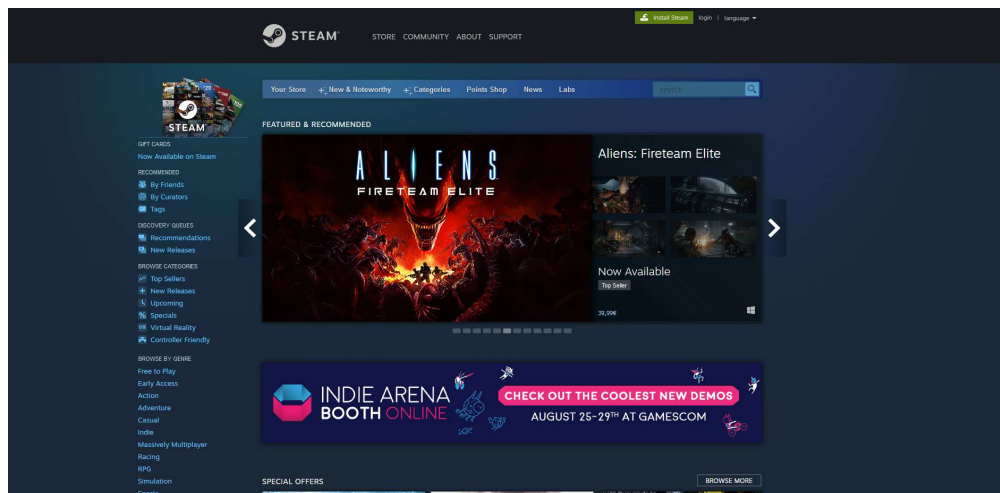 Install Steam login | language
STEAM®
STORE COMMUNITY ABOUT SUPPORT
STEAM
Your Store New & Noteworthy Categories Points Shop News Labs search
GIFT CARDS
Now Available on Steam
RECOMMENDED
By Friends
By Curators
Tags
DISCOVERY QUEUES
Recommendations
New Releases
BROWSE CATEGORIES
Top Sellers
New Releases
Upcoming
Specials
VR Virtual Reality
Controller Friendly
BROWSE BY GENRE
Free to Play
Early Access
Action
Adventure
Casual
Indie
Massively Multiplayer
Racing
RPG
Simulation
Sports
FEATURED & RECOMMENDED
ALIENS
FIRETEAM ELITE
Aliens: Fireteam Elite
Now Available
Top Seller
39,99€
INDIE ARENA
BOOTH ONLINE
CHECK OUT THE COOLEST NEW DEMOS
AUGUST 25-29TH AT GAMESCOM
SPECIAL OFFERS
BROWSE MORE